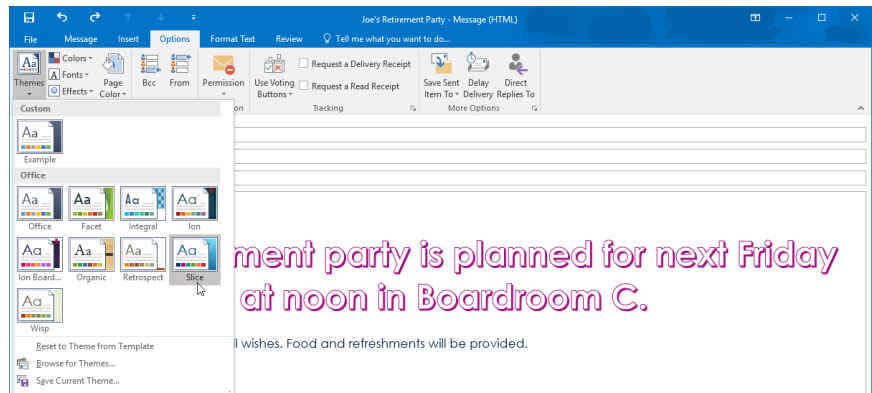 Joe's Retirement Party - Message (HTML)
File Message Insert Options Format Text Review Tell me what you want to do...
Themes
Colors
Fonts
Effects
Page Color
Bcc
From
Permission
Use Voting Buttons
Request a Delivery Receipt
Request a Read Receipt
Save Sent Item To
Delay Delivery
Direct Replies To
on
Tracking
More Options
Custom
Aa
Example
Office
Aa Aa Aa Aa
Office Facet Integral Ion
Aa Aa Aa Aa
Ion Board... Organic Retrospect Slice
Aa
Wisp
Reset to Theme from Template
Browse for Themes...
Save Current Theme...
ment party is planned for next Friday
at noon in Boardroom C.
ll wishes. Food and refreshments will be provided.